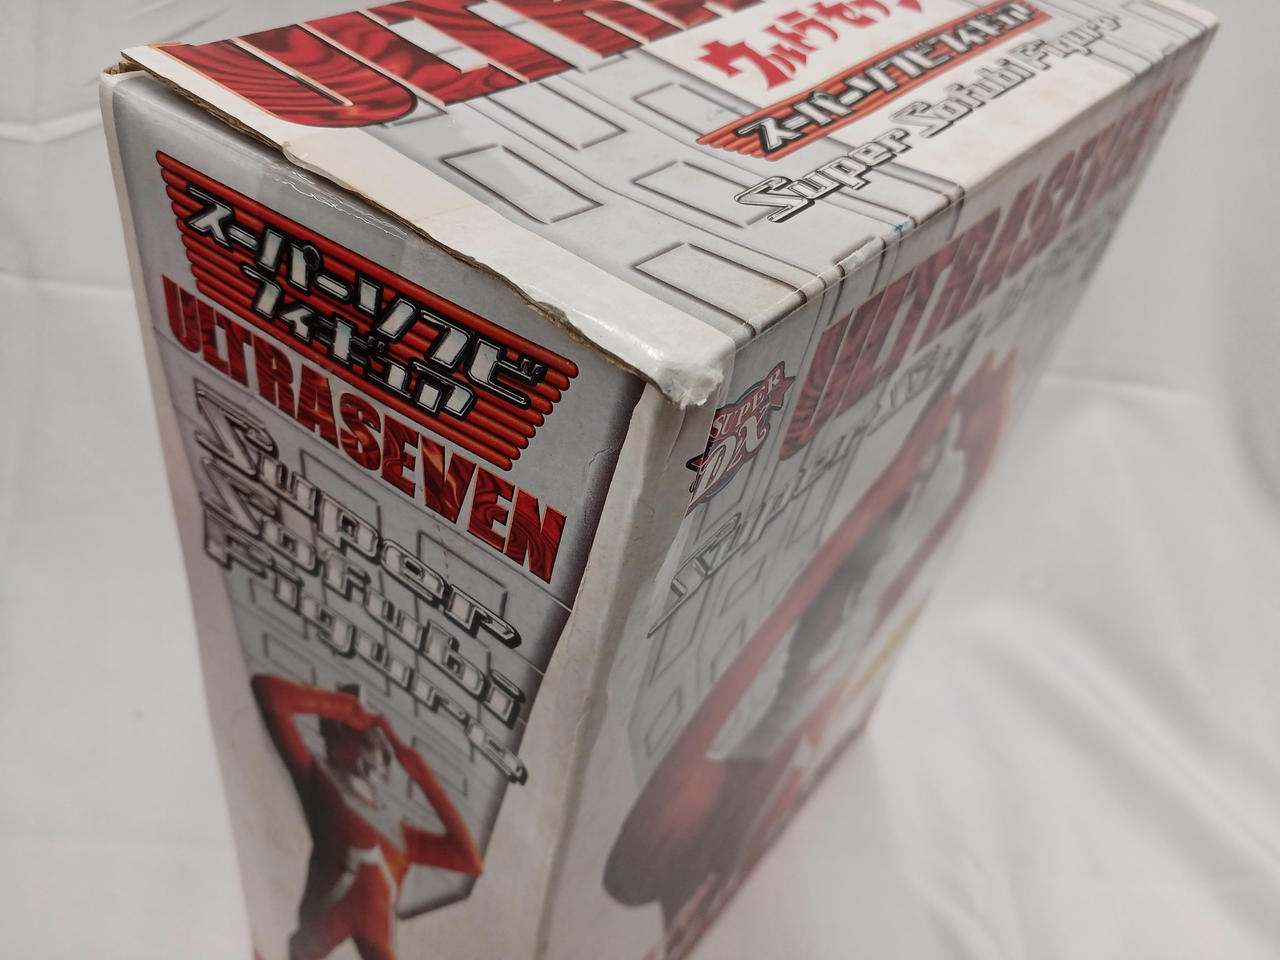 ウルトラセブン
スーパーソフビフィギュア
Super Sofubi Figure
スーパーソフビ
フィギュア
ULTRASEVEN
Super
Sofubi
Figure
ULTRASEVEN
SUPER
DX